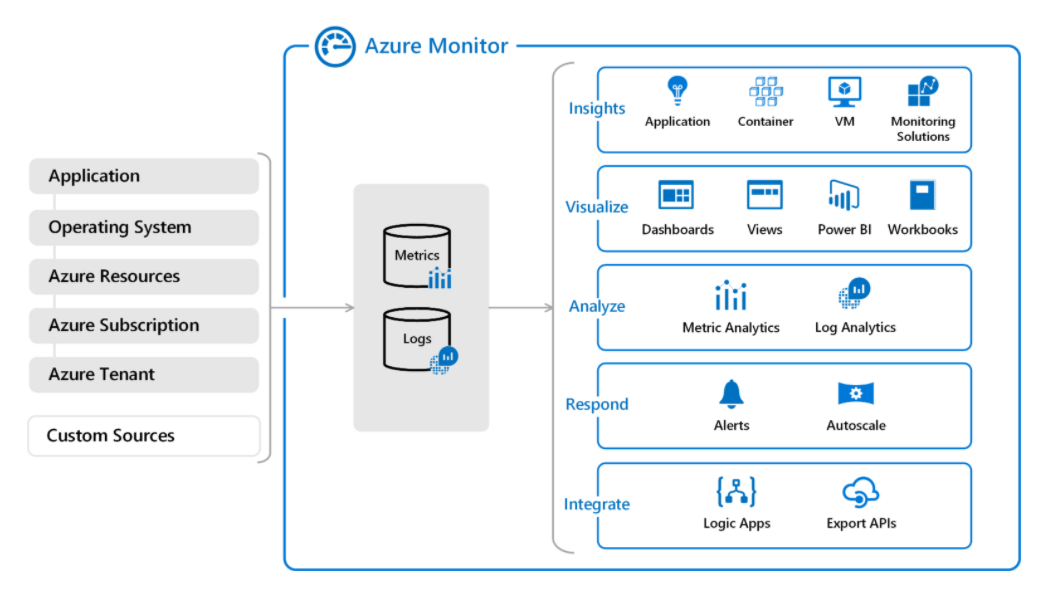 Azure Monitor
Application
Operating System
Azure Resources
Azure Subscription
Azure Tenant
Custom Sources
Metrics
Logs
Insights
Application
Container
VM
Monitoring
Solutions
Visualize
Dashboards
Views
Power BI
Workbooks
Analyze
Metric Analytics
Log Analytics
Respond
Alerts
Autoscale
Integrate
Logic Apps
Export APIs